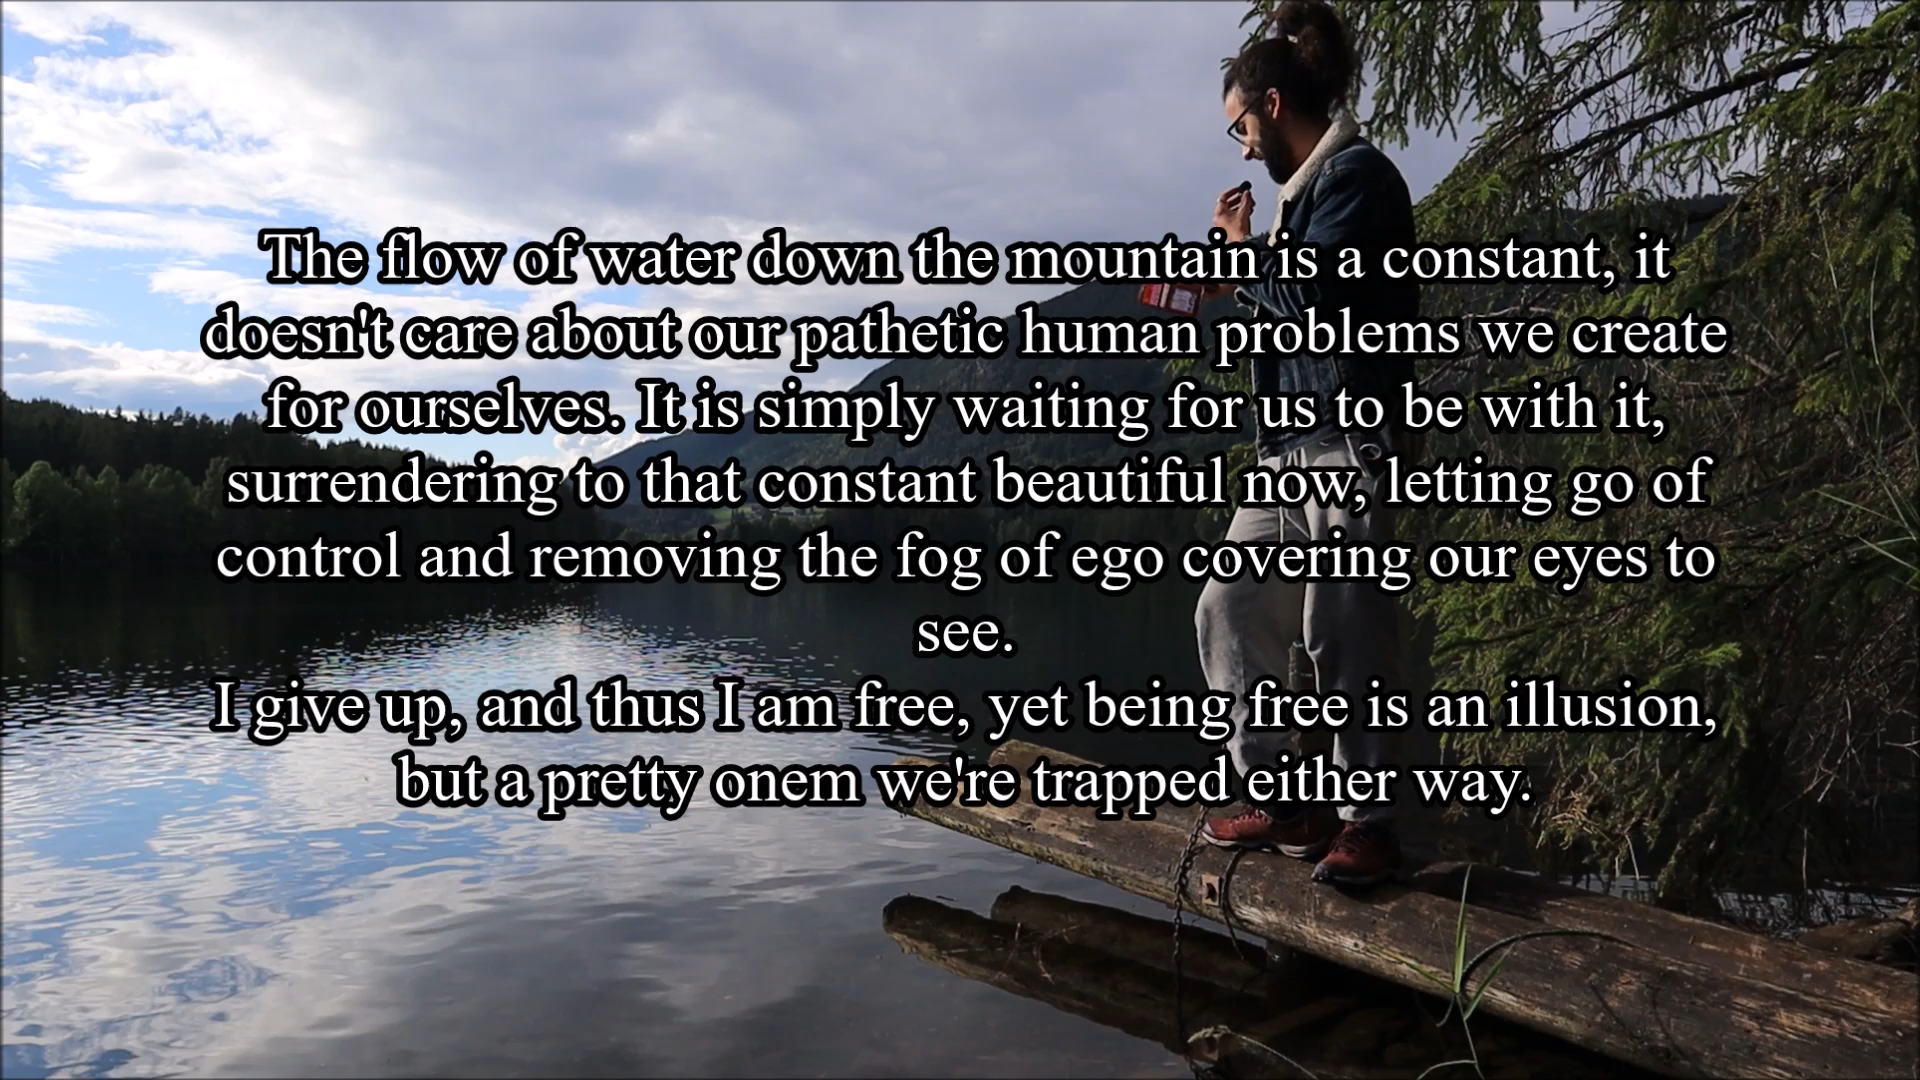 The flow of water down the mountain is a constant, it
doesn't care about our pathetic human problems we create
for ourselves. It is simply waiting for us to be with it,
surrendering to that constant beautiful now, letting go of
control and removing the fog of ego covering our eyes to
see.
I give up, and thus I am free, yet being free is an illusion,
but a pretty onem we're trapped either way.